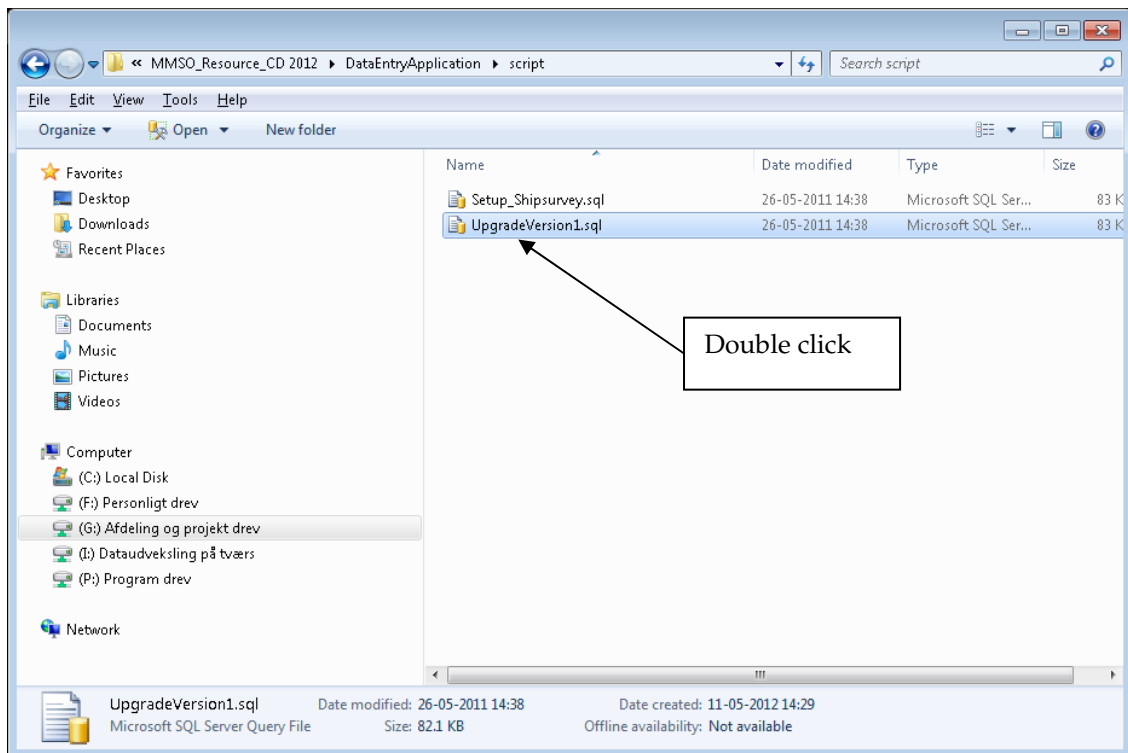 « MMSO_Resource_CD 2012 ▸ DataEntryApplication ▸ script
Search script
File Edit View Tools Help
Organize ▾ Open ▾ New folder
Name Date modified Type Size
Favorites
Desktop
Downloads
Recent Places
Libraries
Documents
Music
Pictures
Videos
Computer
(C:) Local Disk
(F:) Personligt drev
(G:) Afdeling og projekt drev
(I:) Dataudveksling på tværs
(P:) Program drev
Network
Setup_Shipsurvey.sql 26-05-2011 14:38 Microsoft SQL Ser... 83 K
UpgradeVersion1.sql 26-05-2011 14:38 Microsoft SQL Ser... 83 K
Double click
UpgradeVersion1.sql Date modified: 26-05-2011 14:38 Date created: 11-05-2012 14:29
Microsoft SQL Server Query File Size: 82.1 KB Offline availability: Not available